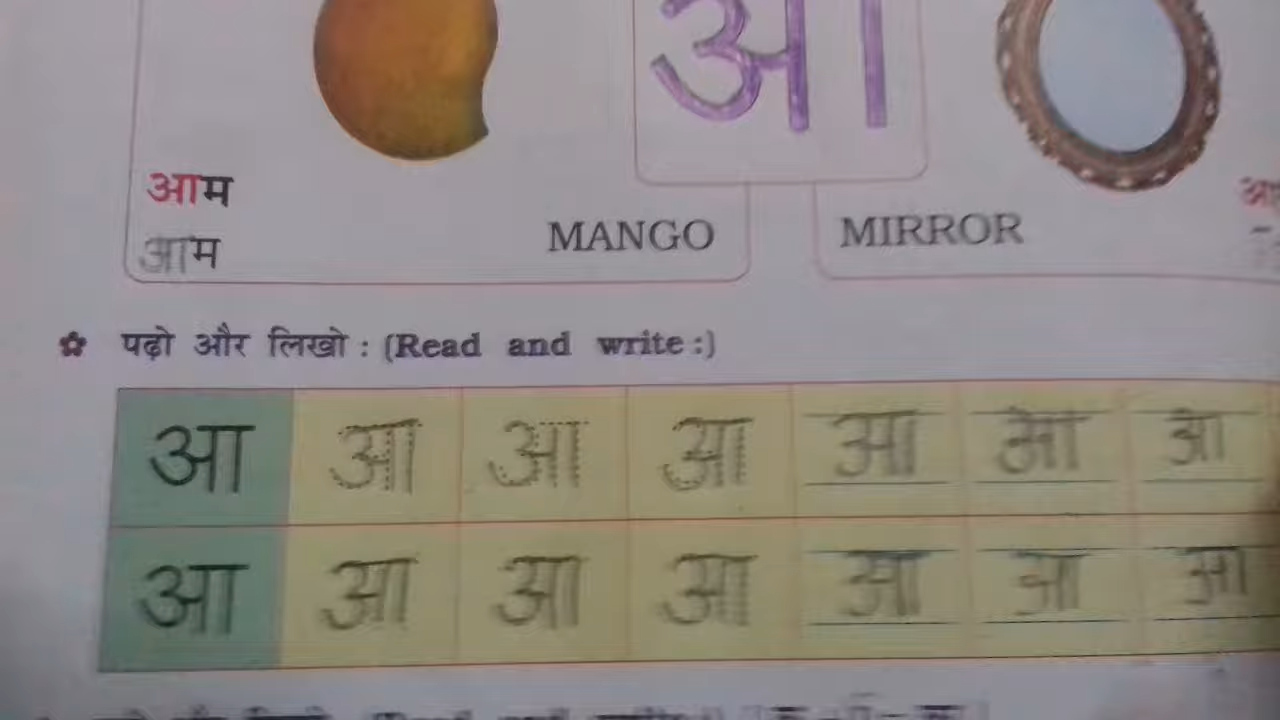 आ
आम
आम
MANGO
MIRROR
पढ़ो और लिखो : (Read and write :)
आ आ आ आ आ आ आ
आ आ आ आ आ आ आ